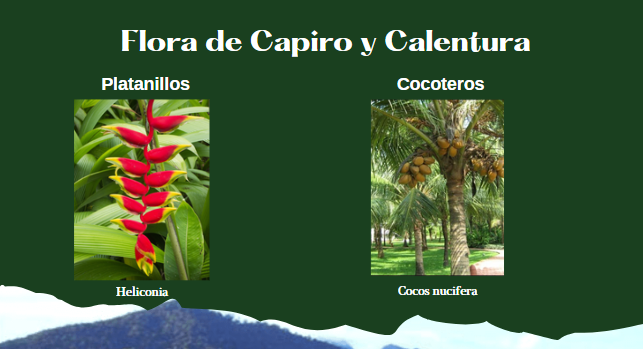 Flora de Capiro y Calentura
Platanillos
Cocoteros
Heliconia
Cocos nucifera